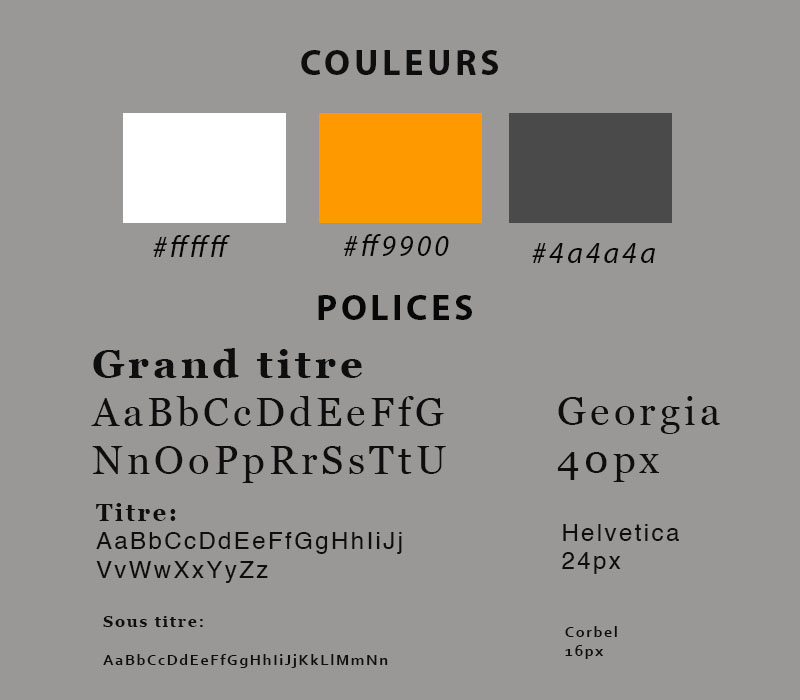 COULEURS
#ffffff
#ff9900
#4a4a4a
POLICES
Grand titre
AaBbCcDdEeFfG
NnOoPpRrSsTtU
Georgia
40px
Titre:
AaBbCcDdEeFfGgHhIiJj
VvWwXxYyZz
Helvetica
24px
Sous titre:
AaBbCcDdEeFfGgHhIiJjKkLlMmNn
Corbel
16px